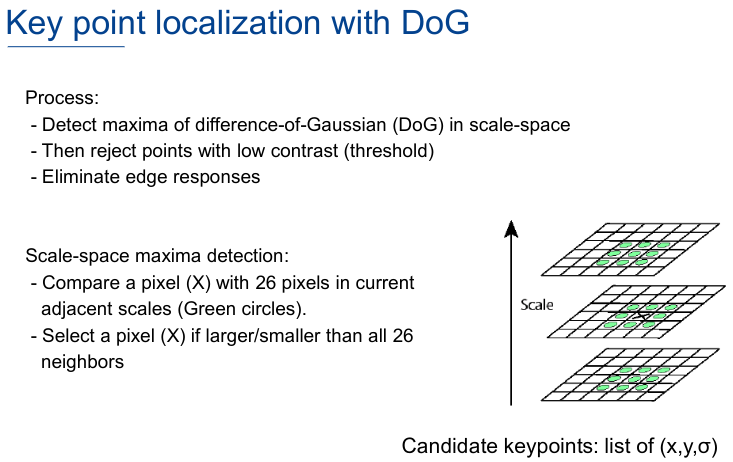 Key point localization with DoG
Process:
- Detect maxima of difference-of-Gaussian (DoG) in scale-space
- Then reject points with low contrast (threshold)
- Eliminate edge responses
Scale-space maxima detection:
- Compare a pixel (X) with 26 pixels in current
adjacent scales (Green circles).
- Select a pixel (X) if larger/smaller than all 26
neighbors
Scale
Candidate keypoints: list of (x,y,σ)